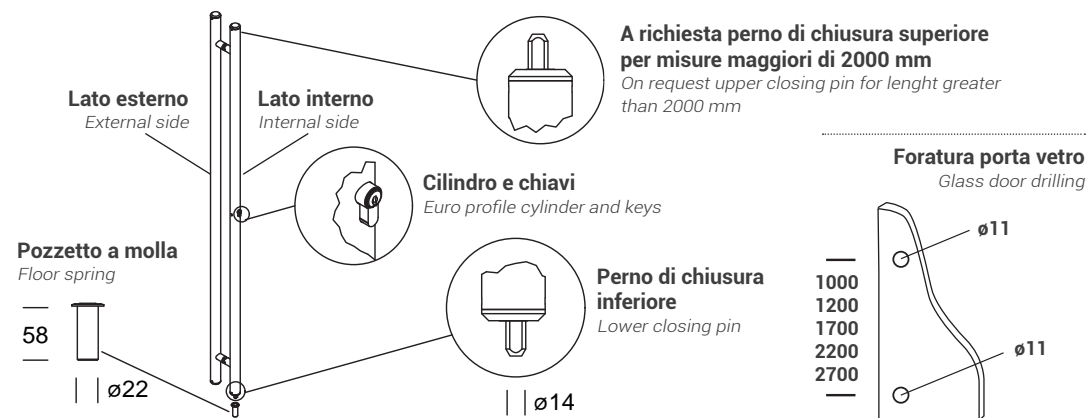 A richiesta perno di chiusura superiore
per misure maggiori di 2000 mm
On request upper closing pin for lenght greater
than 2000 mm
Lato esterno
External side
Lato interno
Internal side
Cilindro e chiavi
Euro profile cylinder and keys
Pozzetto a molla
Floor spring
58
ø22
Perno di chiusura
inferiore
Lower closing pin
ø14
Foratura porta vetro
Glass door drilling
ø11
1000
1200
1700
2200
2700
ø11